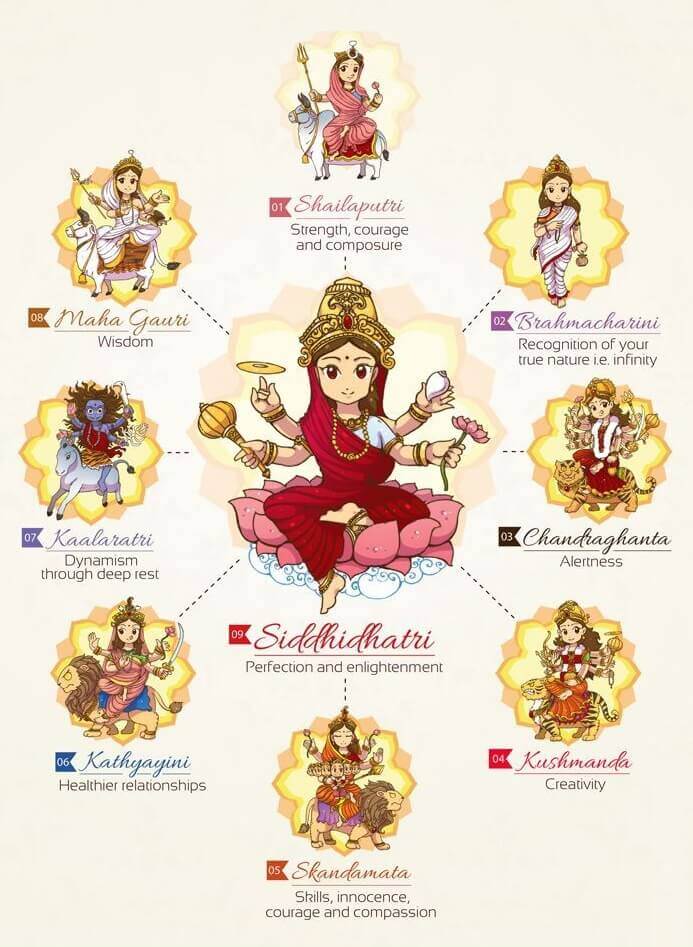 01 Shailaputri
Strength, courage
and composure
02 Brahmacharini
Recognition of your
true nature i.e. infinity
03 Chandraghanta
Alertness
04 Kushmanda
Creativity
05 Skandamata
Skills, innocence,
courage and compassion
06 Kathyayini
Healthier relationships
07 Kaalaratri
Dynamism
through deep rest
08 Maha Gauri
Wisdom
09 Siddhidhatri
Perfection and enlightenment